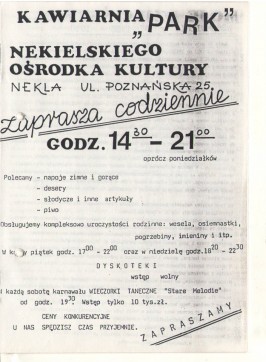 KAWIARNIA „PARK”
NEKIELSKIEGO
OŚRODKA KULTURY
NEKLA UL. POZNAŃSKA 25,
zaprasza codziennie
GODZ. 14³⁰ – 21⁰⁰
oprócz poniedziałków
Polecamy - napoje zimne i gorące
- desery
- słodycze i inne artykuły
- piwo
Obsługujemy kompleksowo uroczystości rodzinne: wesela, osiemnastki,
pogrzebiny, imieniny i itp.
W piątek godz. 17⁰⁰ - 22⁰⁰ oraz w niedzielę godz. - 22³⁰
DYSKOTEKI
wstęp wolny
W każdą sobotę karnawału WIECZORKI TANECZNE "Stare Melodie"
od godz. 19³⁰ Wstęp tylko 10 tys.zł.
CENY KONKURENCYJNE
U NAS SPĘDZISZ CZAS PRZYJEMNIE.
ZAPRASZAMY